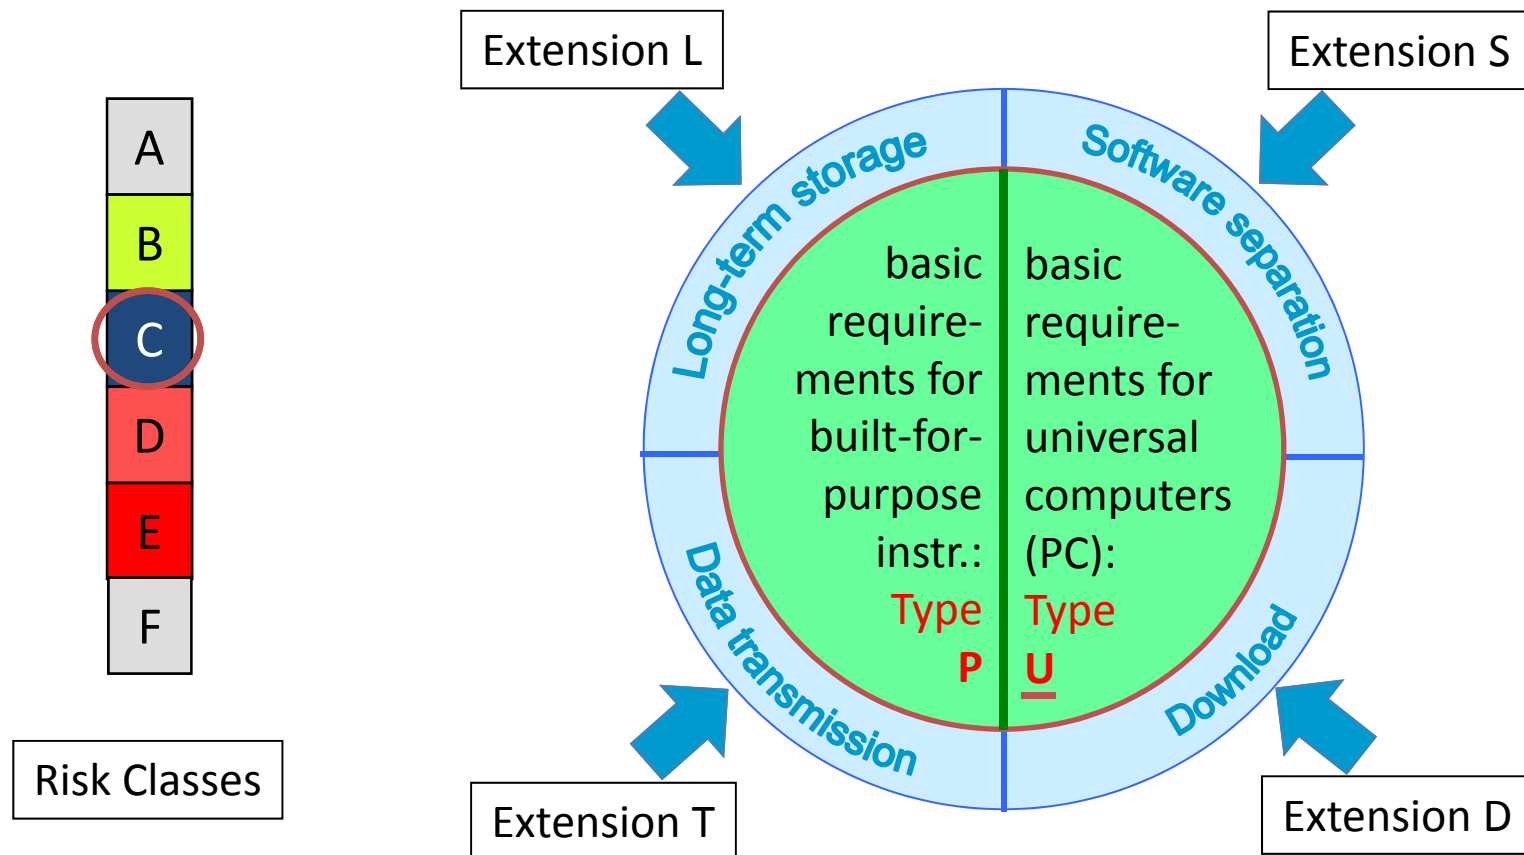 Extension L
Extension S
A
B
C
D
E
F
Risk Classes
Long-term storage
Software separation
Data transmission
Download
basic
require-
ments for
built-for-
purpose
instr.:
Type
P
basic
require-
ments for
universal
computers
(PC):
Type
U
Extension T
Extension D